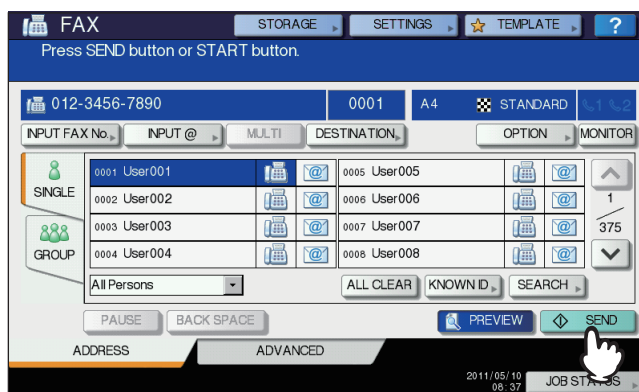 FAX STORAGE SETTINGS TEMPLATE ?
Press SEND button or START button.
012-3456-7890 0001 A4 STANDARD 1 2
INPUT FAX No. INPUT @ MULTI DESTINATION OPTION MONITOR
SINGLE
GROUP
0001 User001 @ 0005 User005 @
0002 User002 @ 0006 User006 @
0003 User003 @ 0007 User007 @
0004 User004 @ 0008 User008 @
1
375
All Persons ALL CLEAR KNOWN ID SEARCH
PAUSE BACK SPACE PREVIEW SEND
ADDRESS ADVANCED
2011/05/10
08:37 JOB STATUS